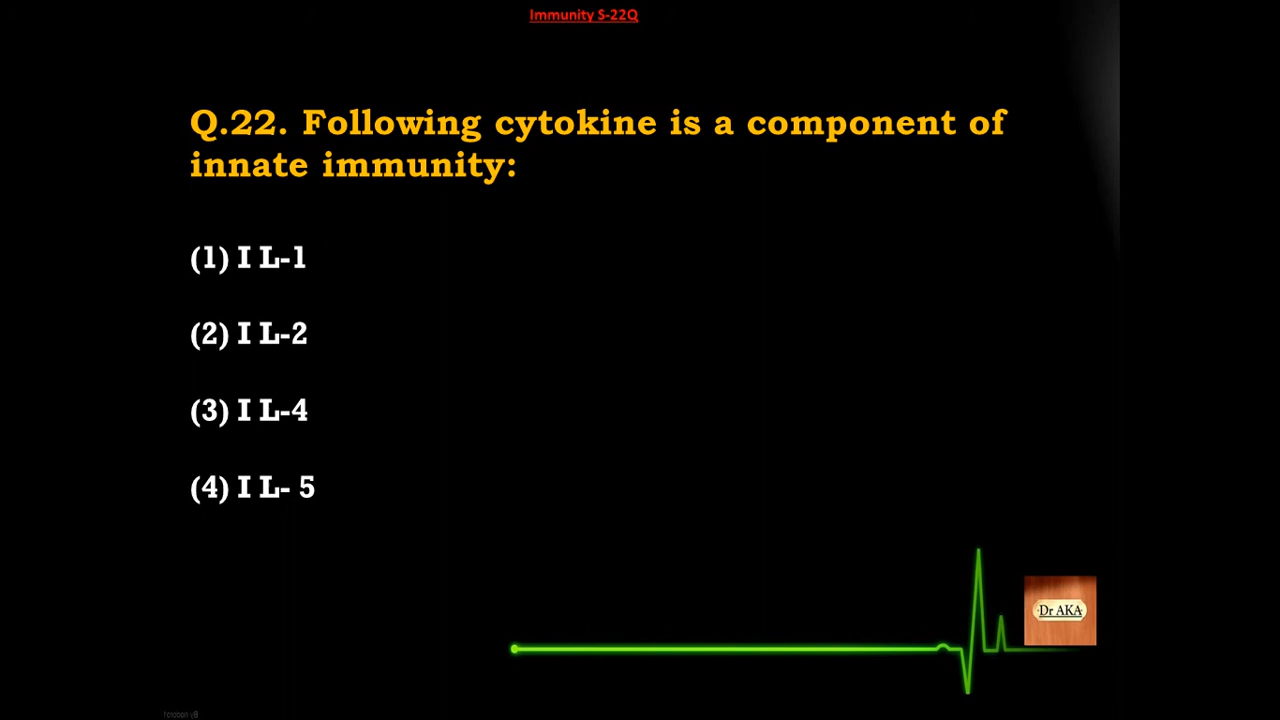 Immunity S-22Q
Q.22. Following cytokine is a component of
innate immunity:
(1) I L-1
(2) I L-2
(3) I L-4
(4) I L- 5
Dr AKA